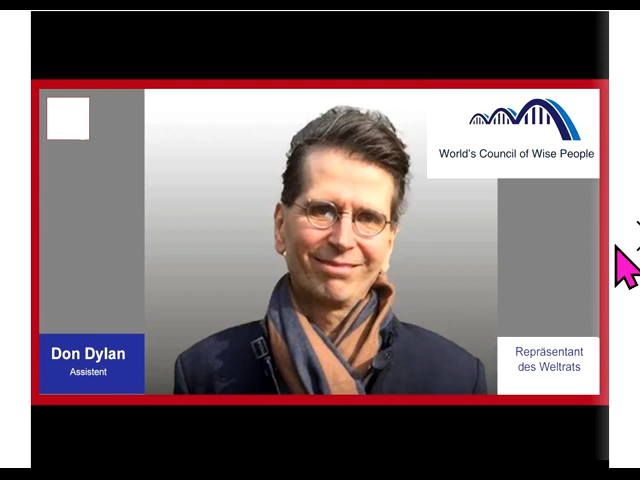 World's Council of Wise People
Don Dylan
Assistent
Repräsentant
des Weltrats